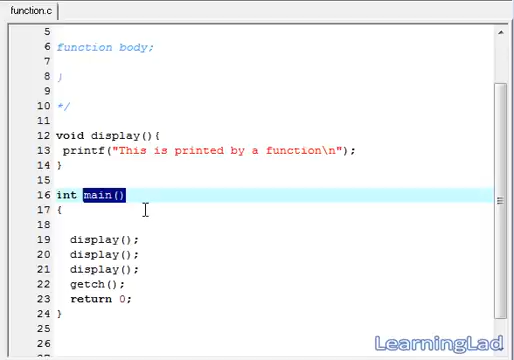 function.c
5
6 function body;
7
8 }
9
10 */
11
12 void display(){
13 printf("This is printed by a function\n");
14 }
15
16 int main()
17 {
18
19 display();
20 display();
21 display();
22 getch();
23 return 0;
24 }
25
26
LearningLad